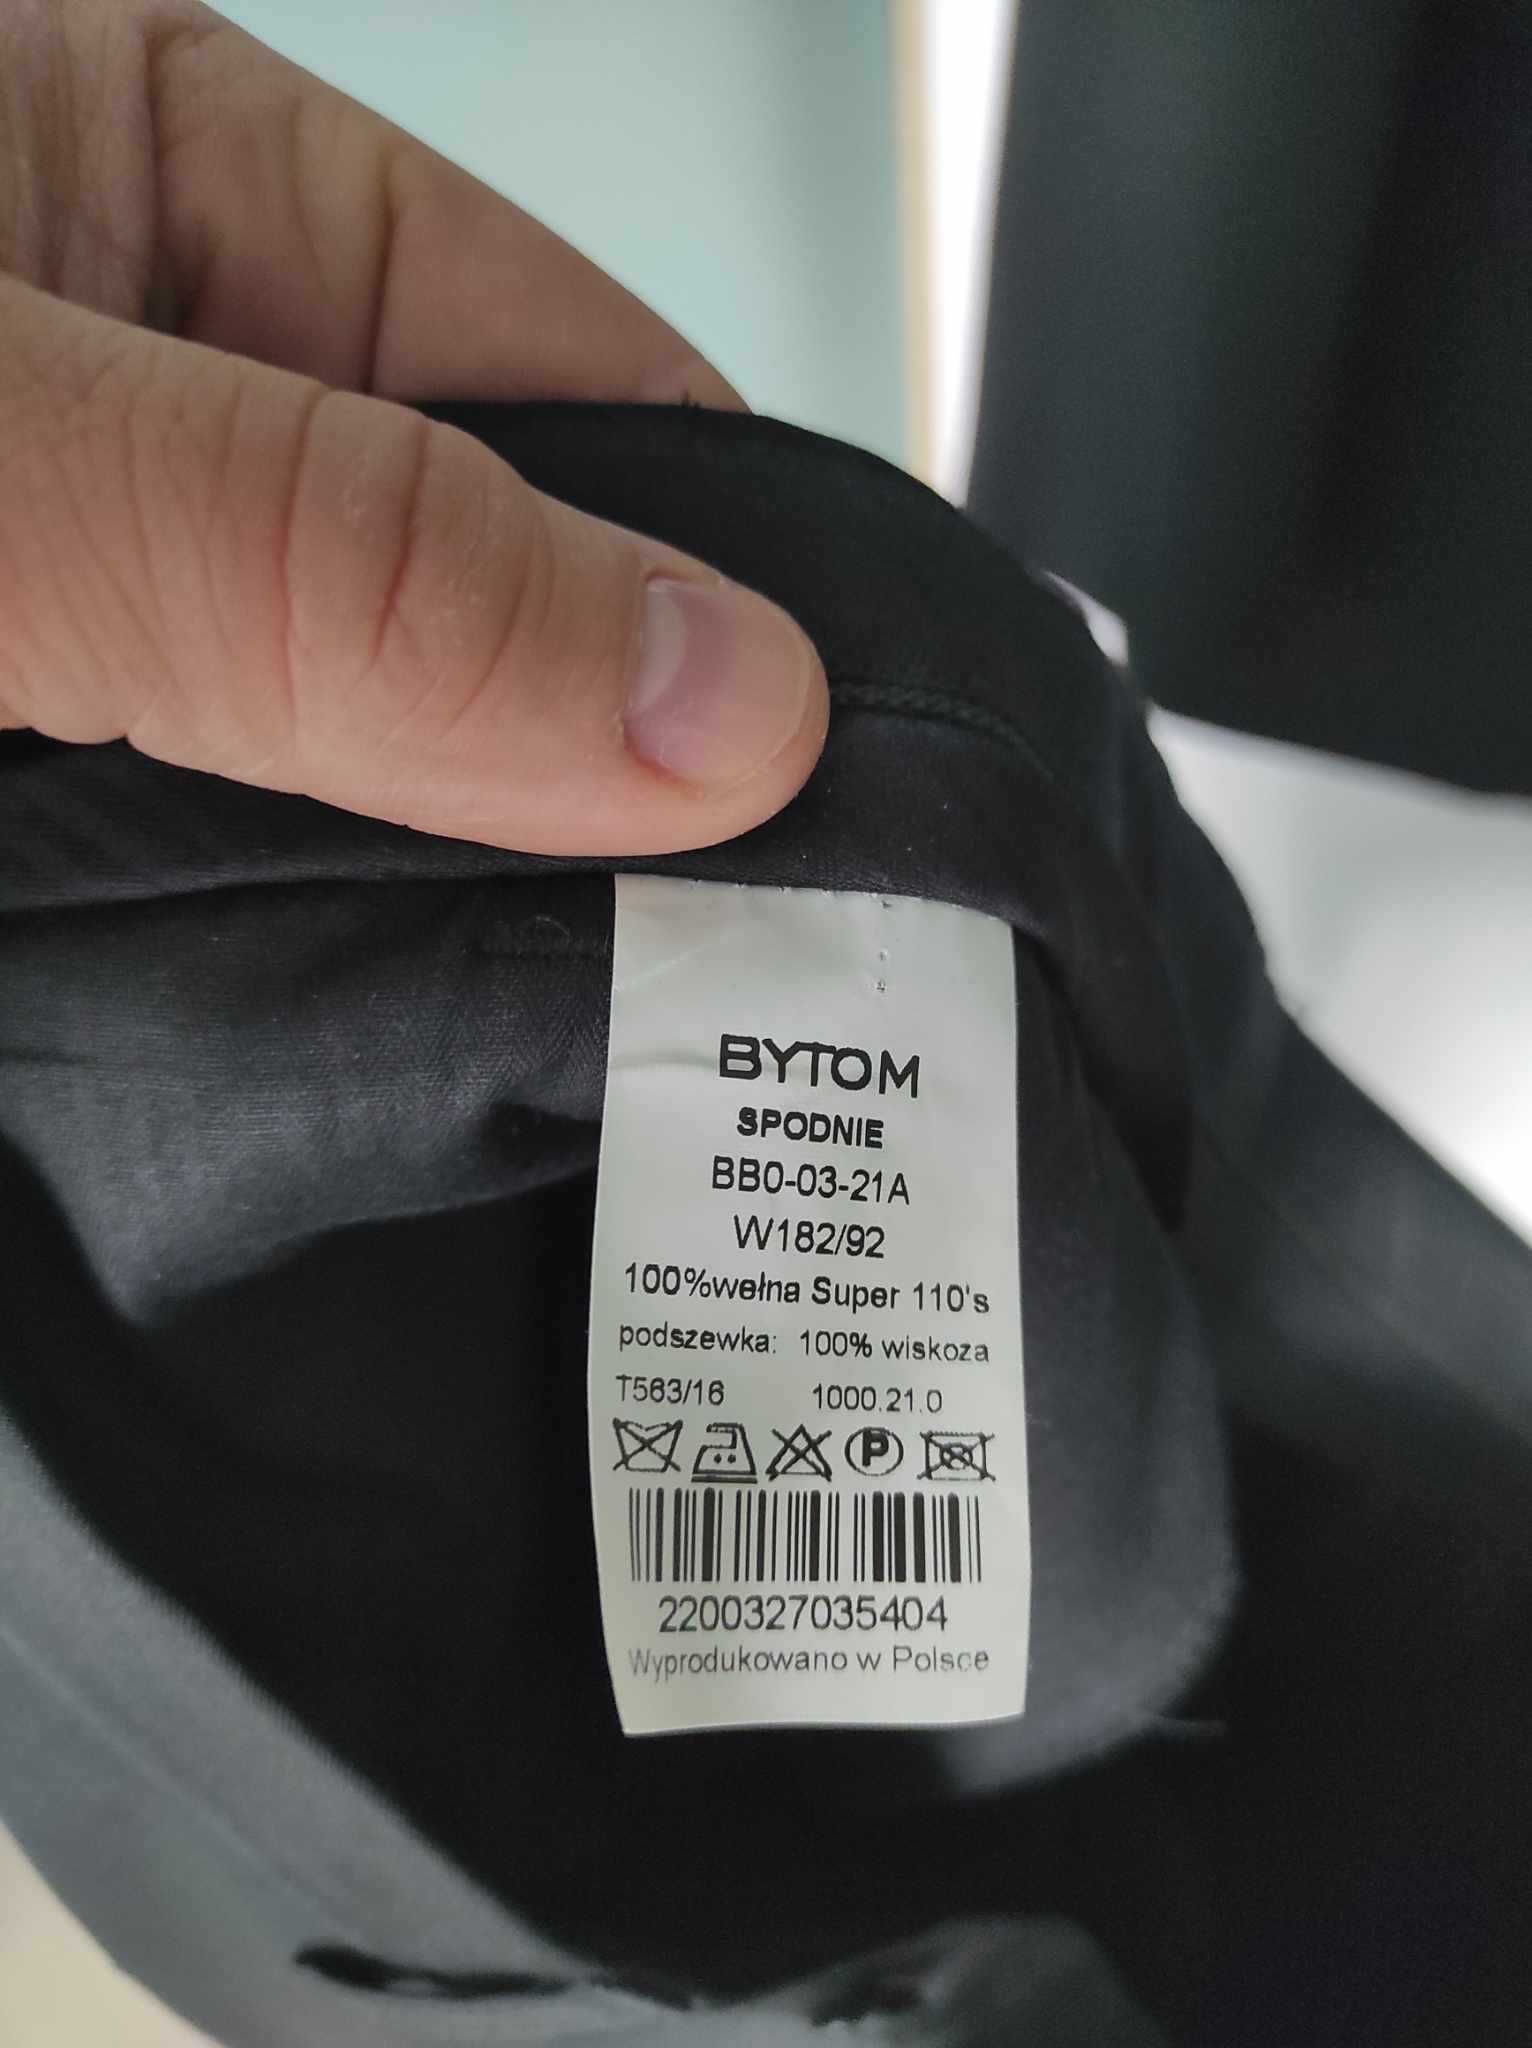 BYTOM
SPODNIE
BB0-03-21A
W182/92
100%wełna Super 110's
podszewka: 100% wiskoza
T563/16 1000.21.0
P
2200327035404
Wyprodukowano w Polsce